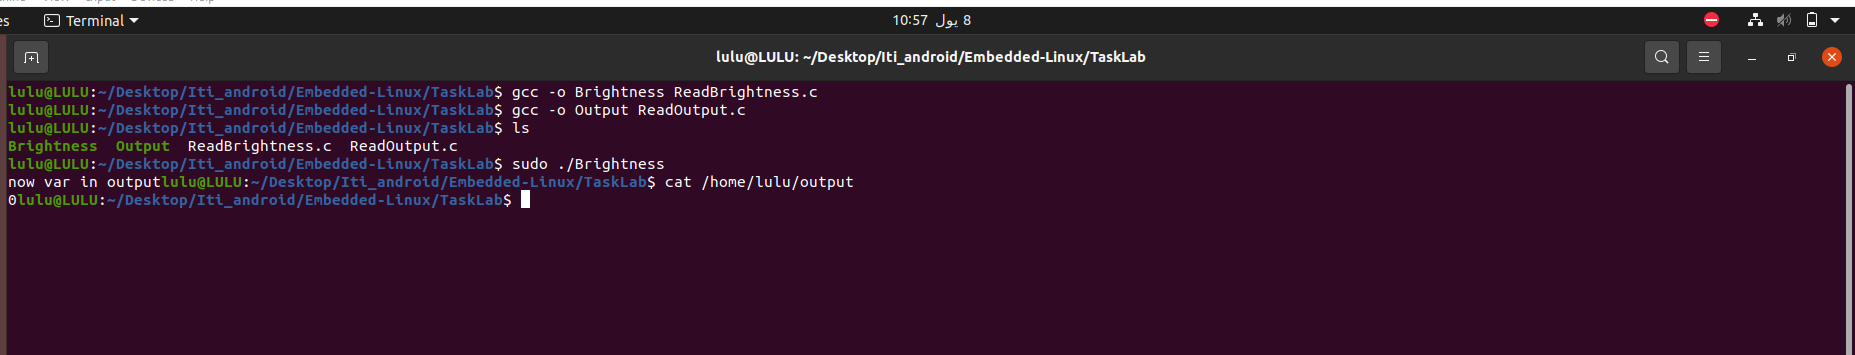 Terminal
10:57 8 يول
lulu@LULU: ~/Desktop/Iti_android/Embedded-Linux/TaskLab
lulu@LULU:~/Desktop/Iti_android/Embedded-Linux/TaskLab$ gcc -o Brightness ReadBrightness.c
lulu@LULU:~/Desktop/Iti_android/Embedded-Linux/TaskLab$ gcc -o Output ReadOutput.c
lulu@LULU:~/Desktop/Iti_android/Embedded-Linux/TaskLab$ ls
Brightness  Output  ReadBrightness.c  ReadOutput.c
lulu@LULU:~/Desktop/Iti_android/Embedded-Linux/TaskLab$ sudo ./Brightness
now var in outputlulu@LULU:~/Desktop/Iti_android/Embedded-Linux/TaskLab$ cat /home/lulu/output
0lulu@LULU:~/Desktop/Iti_android/Embedded-Linux/TaskLab$